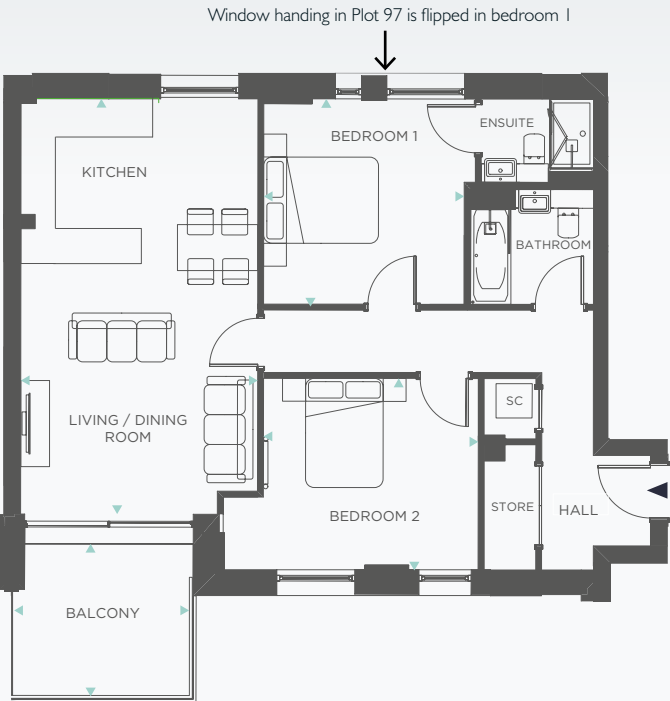 Window handing in Plot 97 is flipped in bedroom 1
KITCHEN
BEDROOM 1
ENSUITE
BATHROOM
LIVING / DINING
ROOM
SC
BEDROOM 2
STORE
HALL
BALCONY